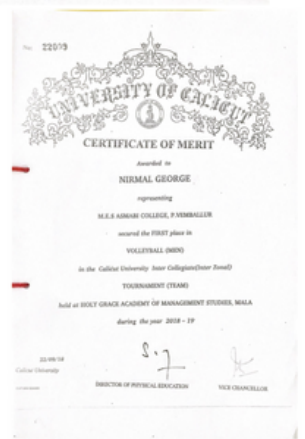 No: 22099
UNIVERSITY OF CALICUT
CERTIFICATE OF MERIT
Awarded to
NIRMAL GEORGE
representing
M.E.S ASMABI COLLEGE, P.VEMBALLUR
secured the FIRST place in
VOLLEYBALL (MEN)
in the Calicut University Inter Collegiate(Inter Zonal)
TOURNAMENT (TEAM)
held at HOLY GRACE ACADEMY OF MANAGEMENT STUDIES, MALA
during the year 2018 - 19
Calicut University
DIRECTOR OF PHYSICAL EDUCATION
VICE CHANCELLOR